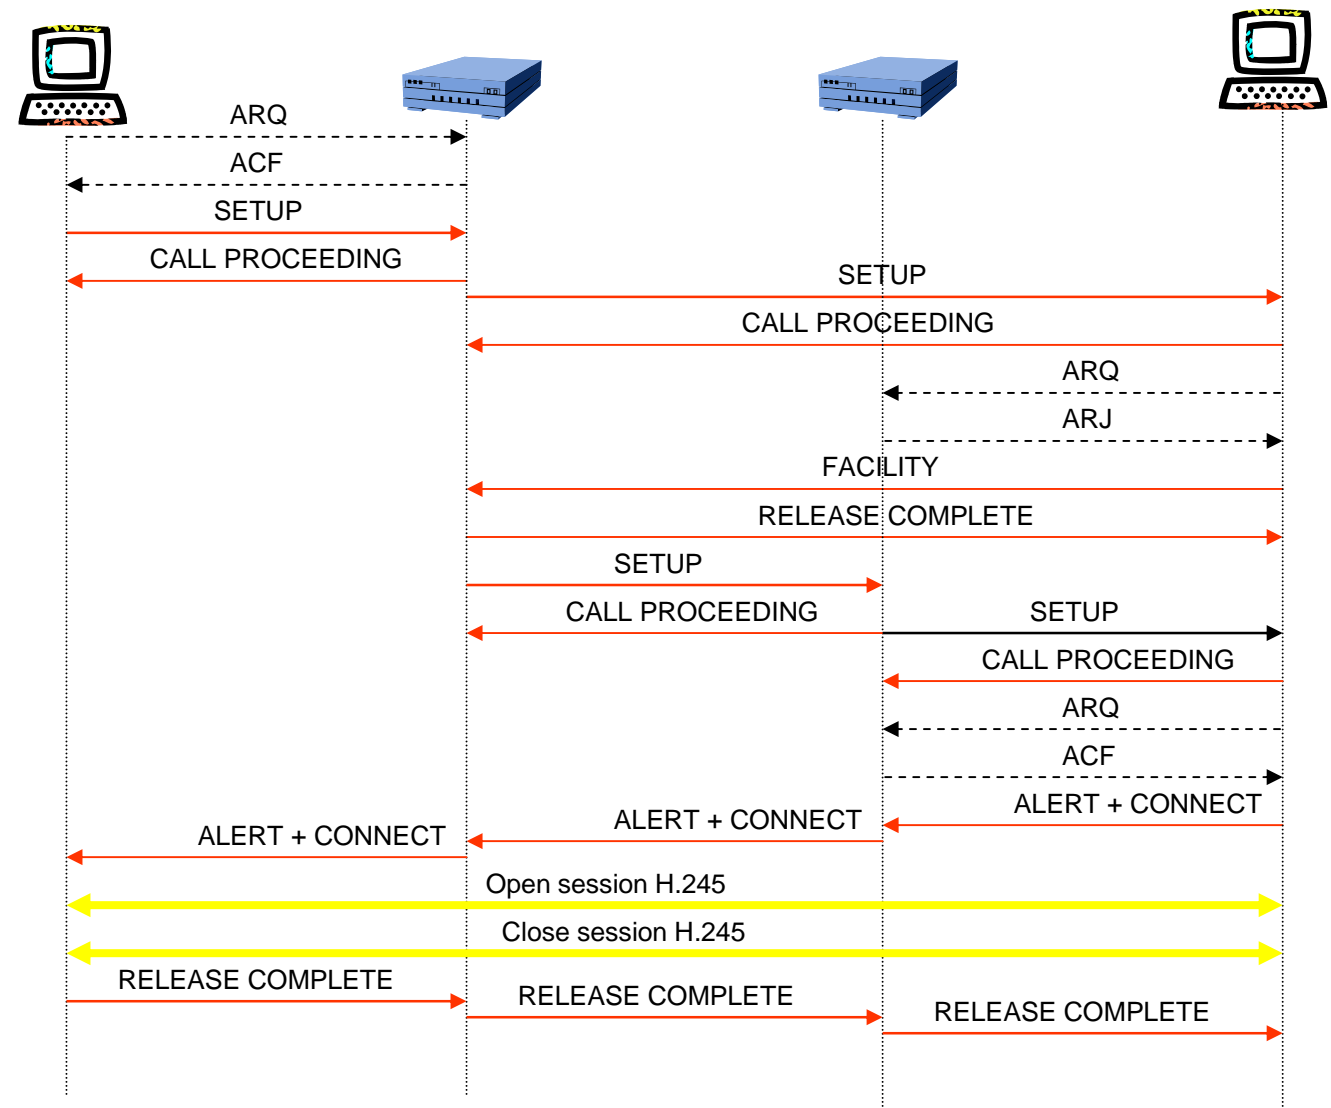 ARQ
ACF
SETUP
CALL PROCEEDING
SETUP
CALL PROCEEDING
ARQ
ARJ
FACILITY
RELEASE COMPLETE
SETUP
CALL PROCEEDING
SETUP
CALL PROCEEDING
ARQ
ACF
ALERT + CONNECT
ALERT + CONNECT
ALERT + CONNECT
Open session H.245
Close session H.245
RELEASE COMPLETE
RELEASE COMPLETE
RELEASE COMPLETE